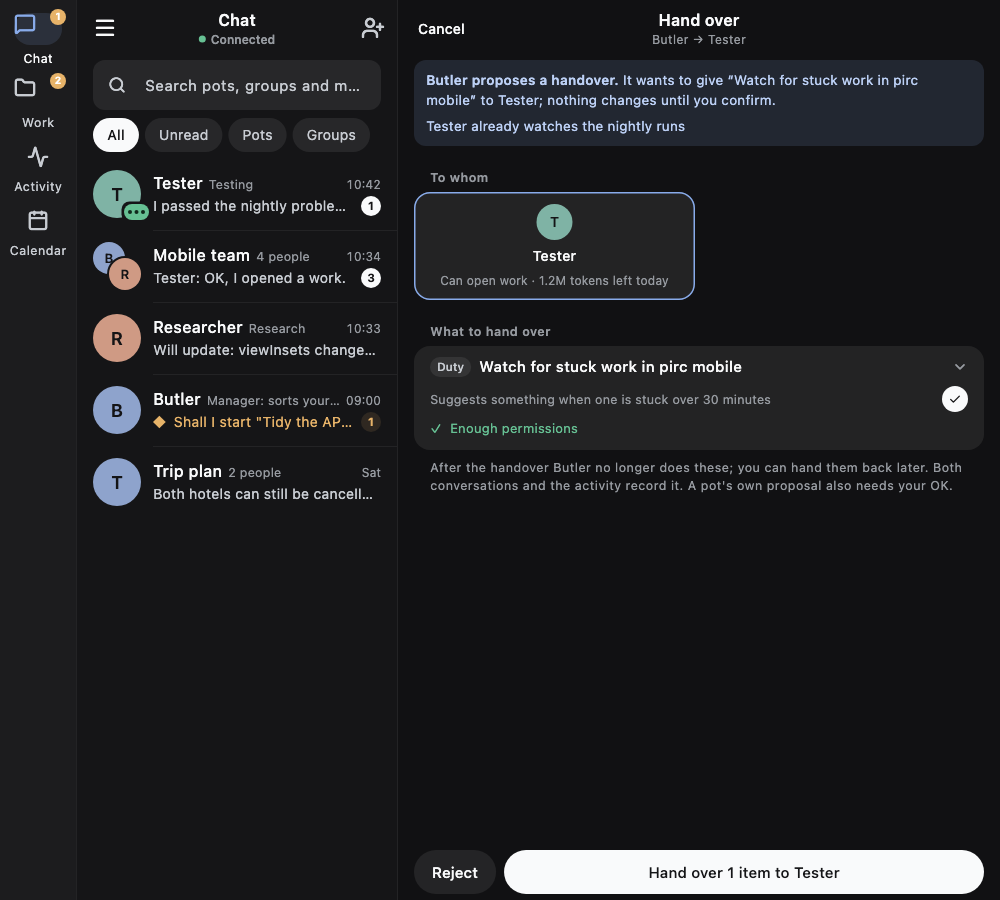 1
Chat
2
Work
Activity
Calendar
Chat
Connected
Search pots, groups and m...
All
Unread
Pots
Groups
T
Tester Testing 10:42
I passed the nightly proble... 1
B
R
Mobile team 4 people 10:34
Tester: OK, I opened a work. 3
R
Researcher Research 10:33
Will update: viewInsets change...
B
Butler Manager: sorts your... 09:00
Shall I start "Tidy the AP... 1
T
Trip plan 2 people Sat
Both hotels can still be cancell...
Cancel
Hand over
Butler → Tester
Butler proposes a handover. It wants to give "Watch for stuck work in pirc
mobile" to Tester; nothing changes until you confirm.
Tester already watches the nightly runs
To whom
T
Tester
Can open work · 1.2M tokens left today
What to hand over
Duty Watch for stuck work in pirc mobile
Suggests something when one is stuck over 30 minutes
✓ Enough permissions
After the handover Butler no longer does these; you can hand them back later. Both
conversations and the activity record it. A pot's own proposal also needs your OK.
Reject
Hand over 1 item to Tester